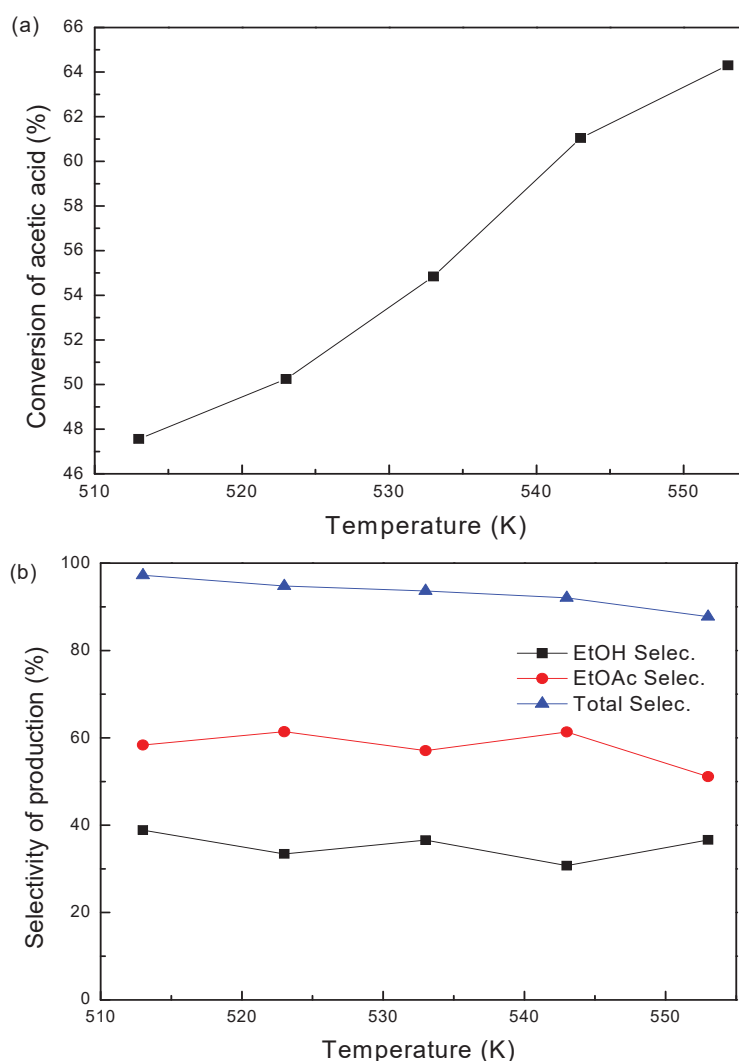 (a)
66
64
62
60
58
56
54
52
50
48
46
Conversion of acetic acid (%)
510 520 530 540 550
Temperature (K)
(b)
100
80
60
40
20
0
Selectivity of production (%)
EtOH Selec.
EtOAc Selec.
Total Selec.
510 520 530 540 550
Temperature (K)